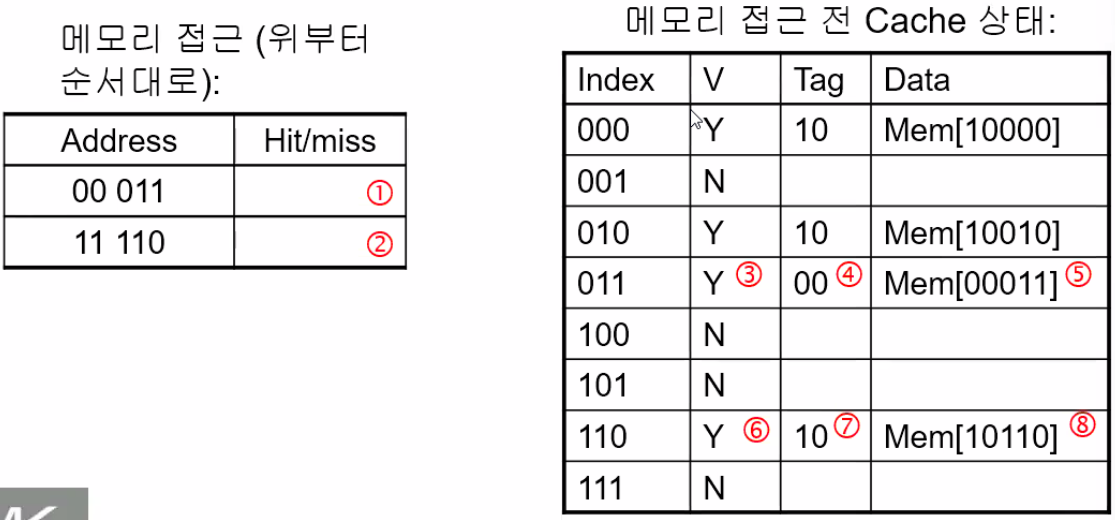 메모리 접근 (위부터
순서대로):
Address Hit/miss
00 011 ①
11 110 ②
메모리 접근 전 Cache 상태:
Index V Tag Data
000 Y 10 Mem[10000]
001 N
010 Y 10 Mem[10010]
011 Y ③ 00 ④ Mem[00011] ⑤
100 N
101 N
110 Y ⑥ 10 ⑦ Mem[10110] ⑧
111 N